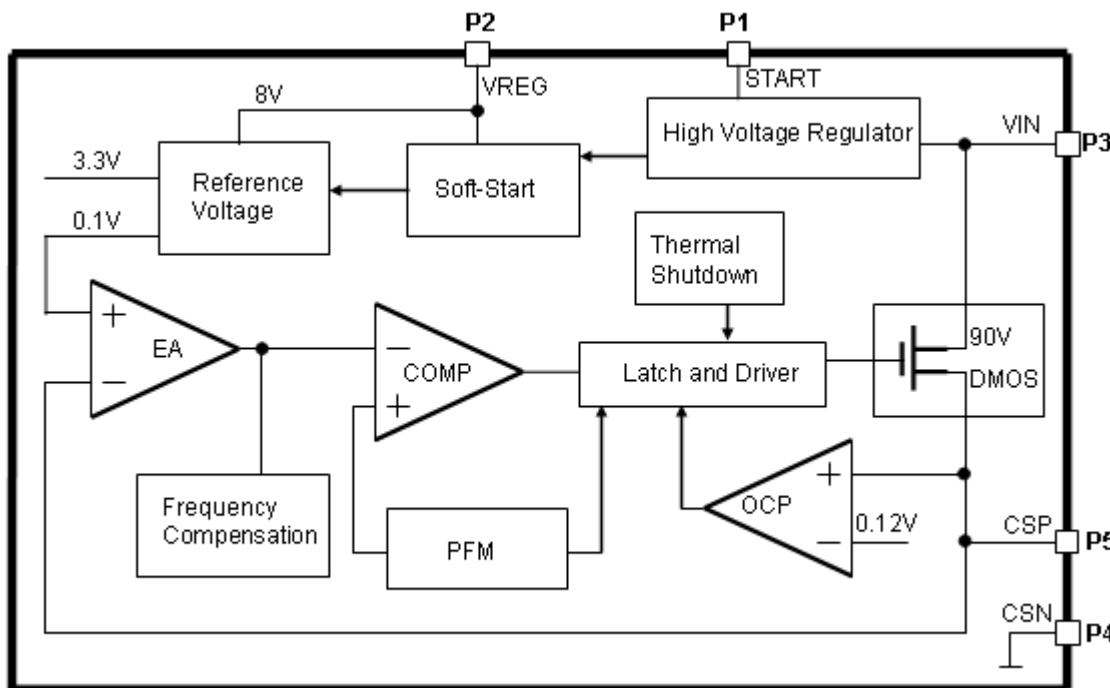 P2
P1
VREG
START
8V
High Voltage Regulator
VIN
P3
3.3V
Reference
Voltage
Soft-Start
0.1V
Thermal
Shutdown
+
EA
−
−
COMP
+
Latch and Driver
90V
DMOS
Frequency
Compensation
PFM
+
OCP
0.12V
−
CSP
P5
CSN
P4